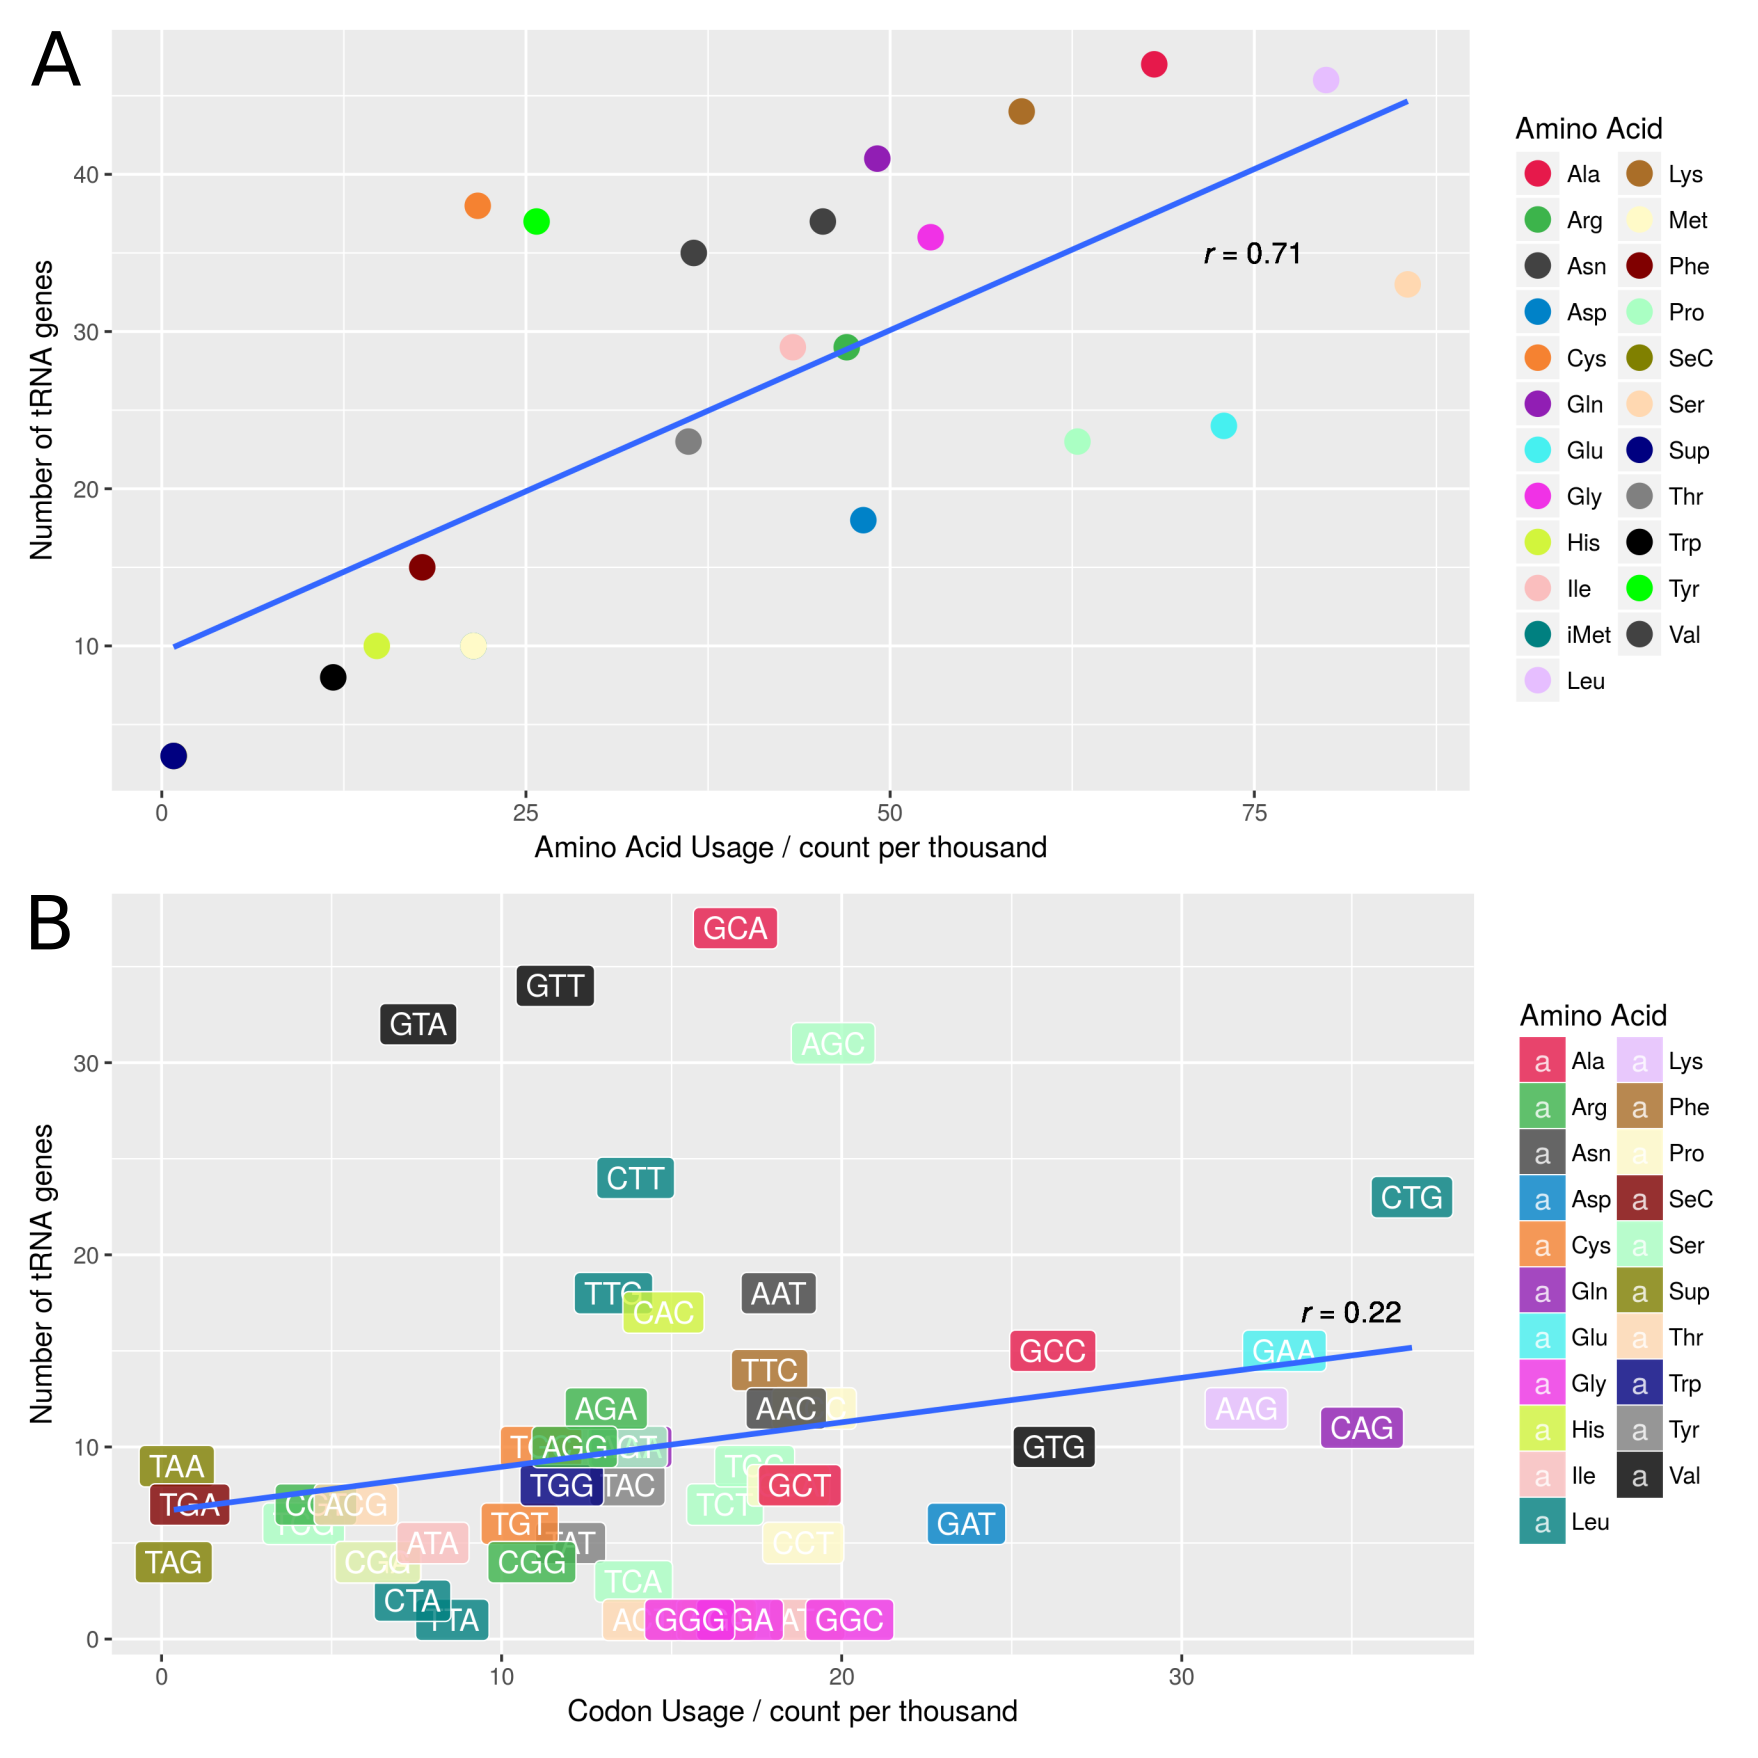 A
Number of tRNA genes
40
30
20
10
0
25
50
75
Amino Acid Usage / count per thousand
r = 0.71
Amino Acid
Ala
Arg
Asn
Asp
Cys
Gln
Glu
Gly
His
Ile
iMet
Leu
Lys
Met
Phe
Pro
SeC
Ser
Sup
Thr
Trp
Tyr
Val
B
Number of tRNA genes
30
20
10
0
GCA
GTT
GTA
AGC
CTT
CTG
TTG
AAT
CAC
r = 0.22
GCC
GAA
TTC
AGA
AAC
AAG
CAG
AGG
GTG
TAA
TGG
TAC
GCT
TGA
ACG
TCT
TCG
TGT
GAT
ATA
CCT
TAG
CGG
TCA
CTA
TTA
GGG
GGA
GGC
0
10
20
30
Codon Usage / count per thousand
Amino Acid
a Ala
a Arg
a Asn
a Asp
a Cys
a Gln
a Glu
a Gly
a His
a Ile
a Leu
a Lys
a Phe
a Pro
a SeC
a Ser
a Sup
a Thr
a Trp
a Tyr
a Val